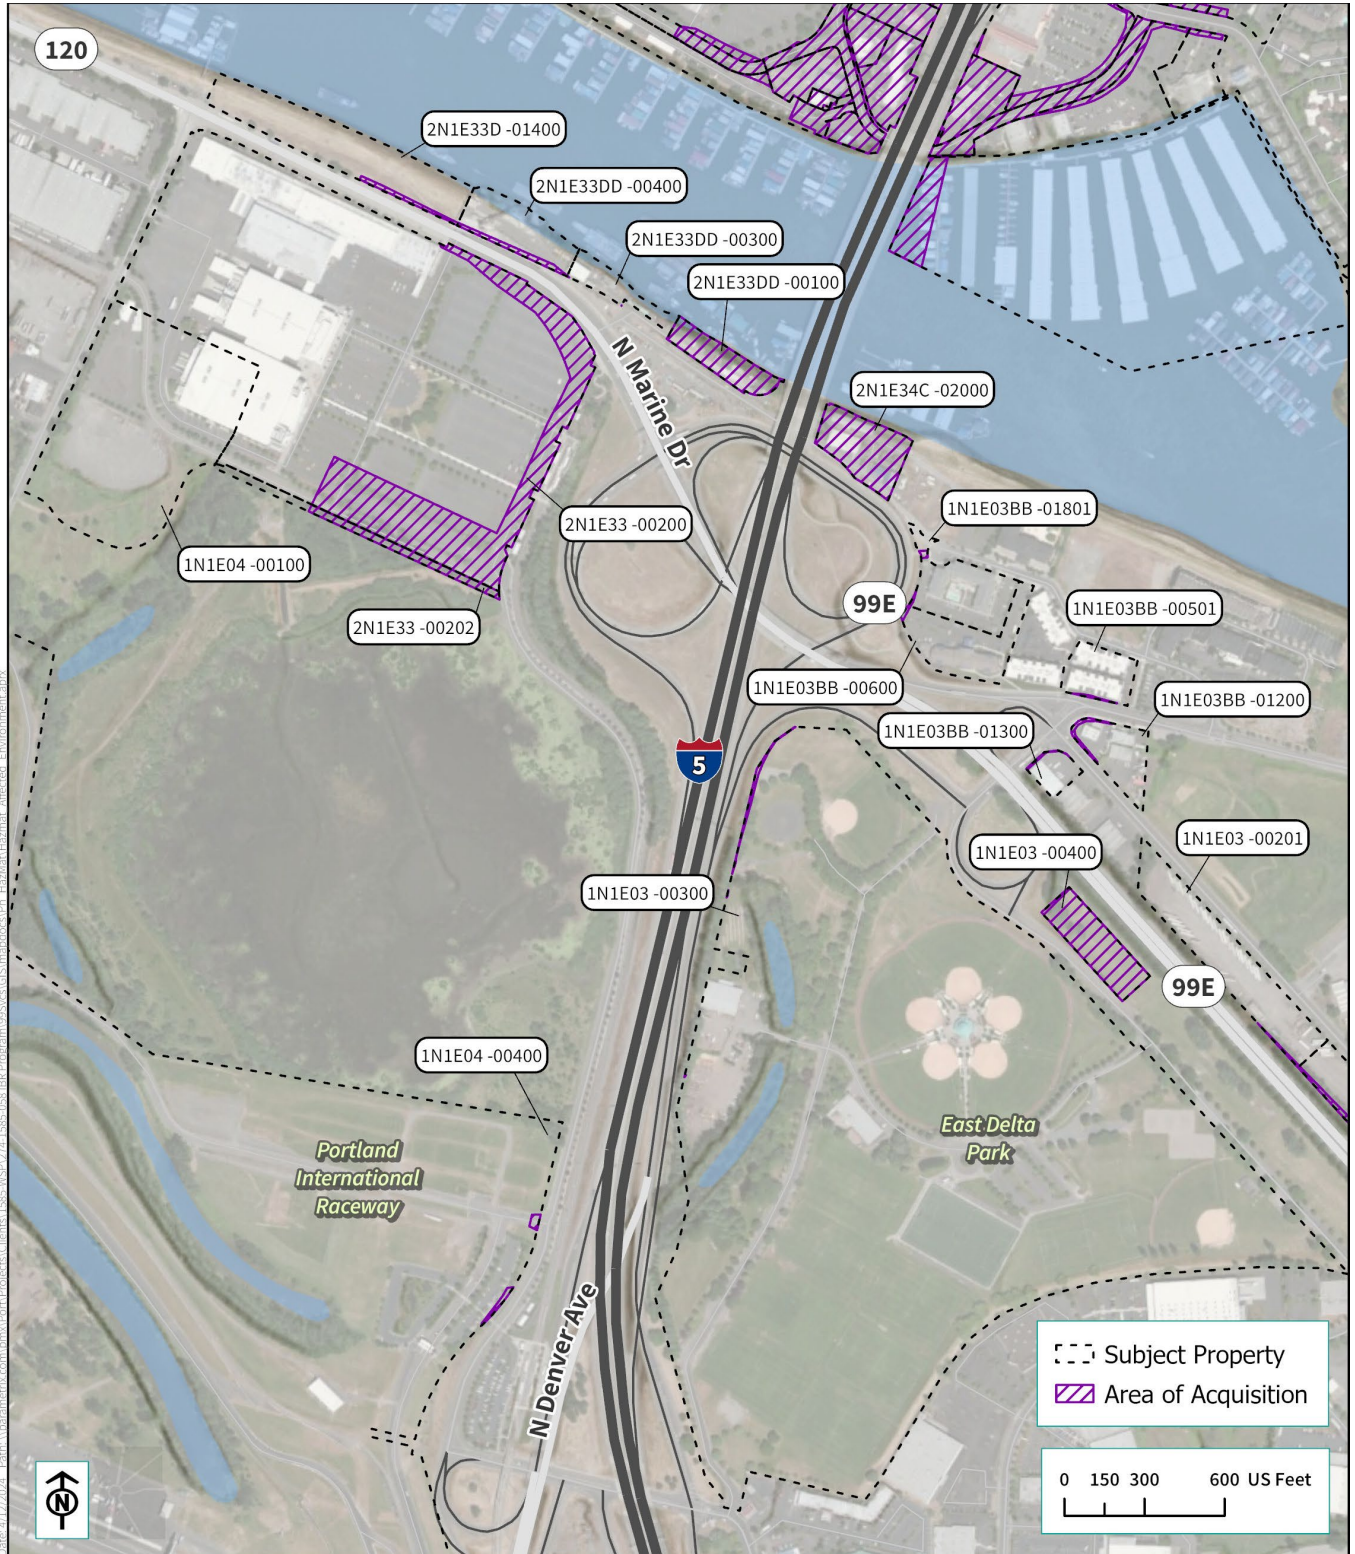 120
2N1E33D -01400
2N1E33DD -00400
2N1E33DD -00300
2N1E33DD -00100
N Marine Dr
2N1E34C -02000
1N1E03BB -01801
2N1E33 -00200
1N1E04 -00100
99E
1N1E03BB -00501
2N1E33 -00202
1N1E03BB -00600
1N1E03BB -01200
1N1E03BB -01300
5
1N1E03 -00201
1N1E03 -00400
1N1E03 -00300
99E
1N1E04 -00400
East Delta
Park
Portland
International
Raceway
N Denver Ave
Subject Property
Area of Acquisition
0 150 300 600 US Feet
N